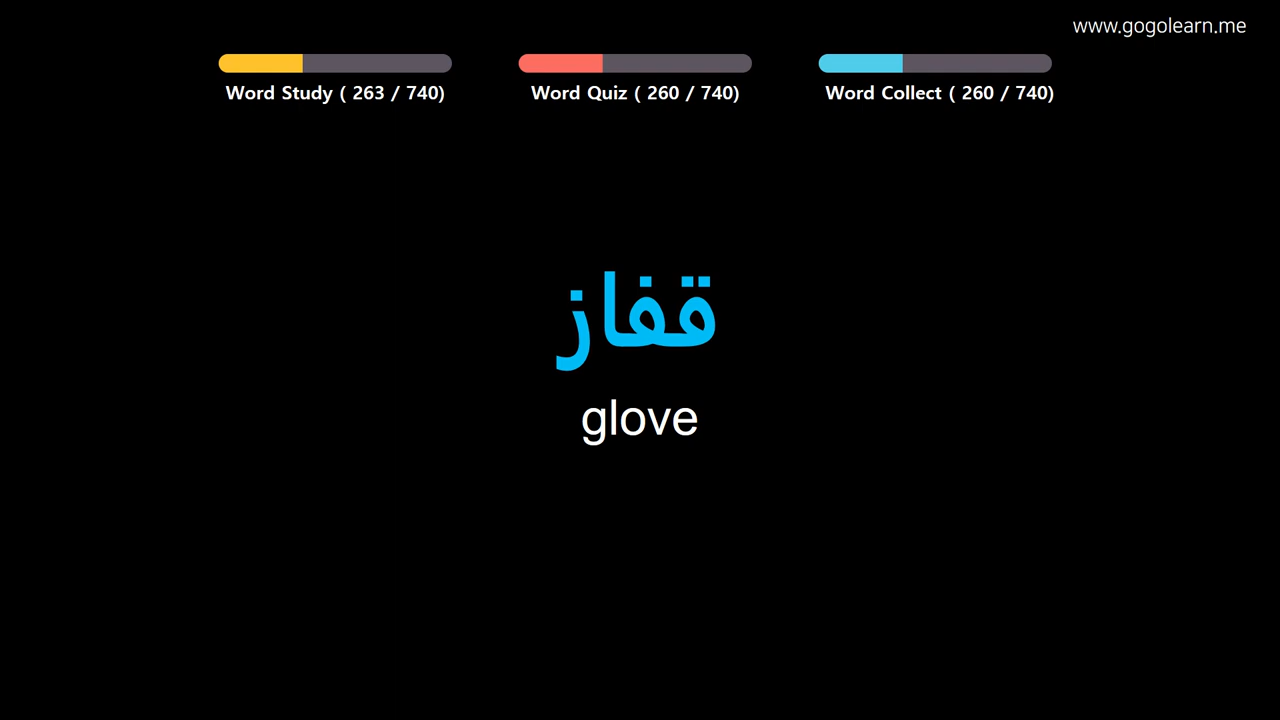 www.gogolearn.me
Word Study ( 263 / 740)
Word Quiz ( 260 / 740)
Word Collect ( 260 / 740)
قفاز
glove